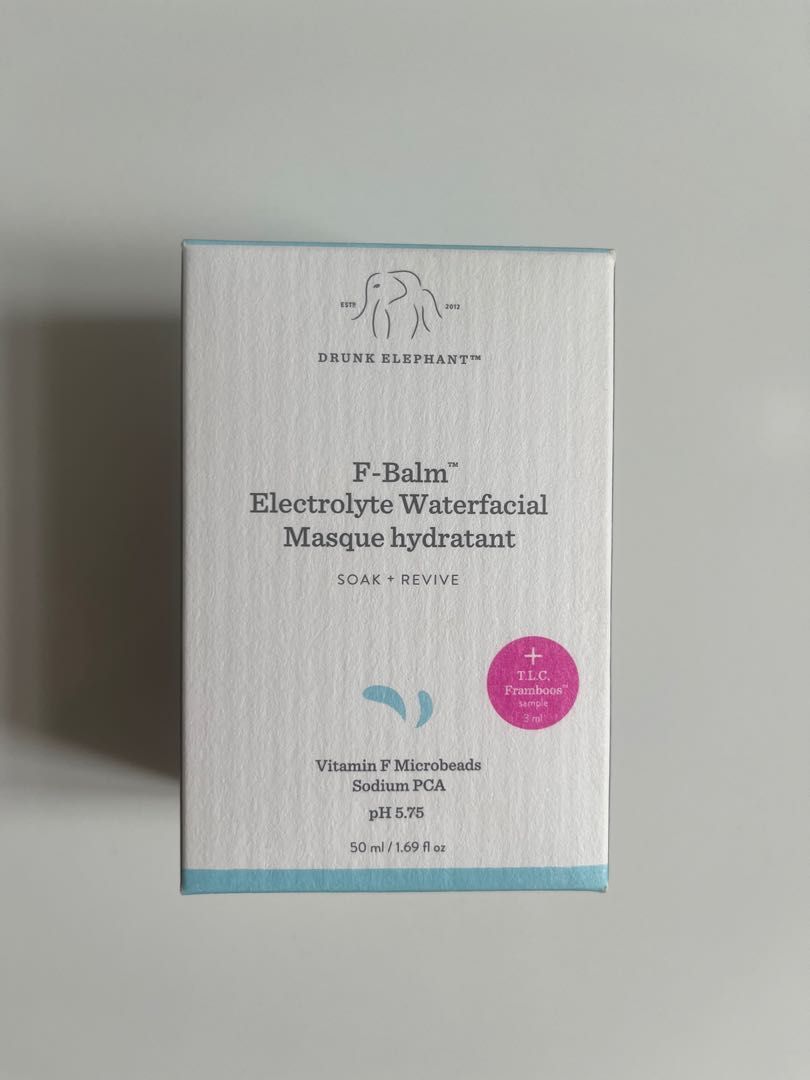 ESTD. 2012
DRUNK ELEPHANT™
F-Balm™
Electrolyte Waterfacial
Masque hydratant
SOAK + REVIVE
+
T.L.C.
Framboos™
sample
3 ml
Vitamin F Microbeads
Sodium PCA
pH 5.75
50 ml / 1.69 fl oz